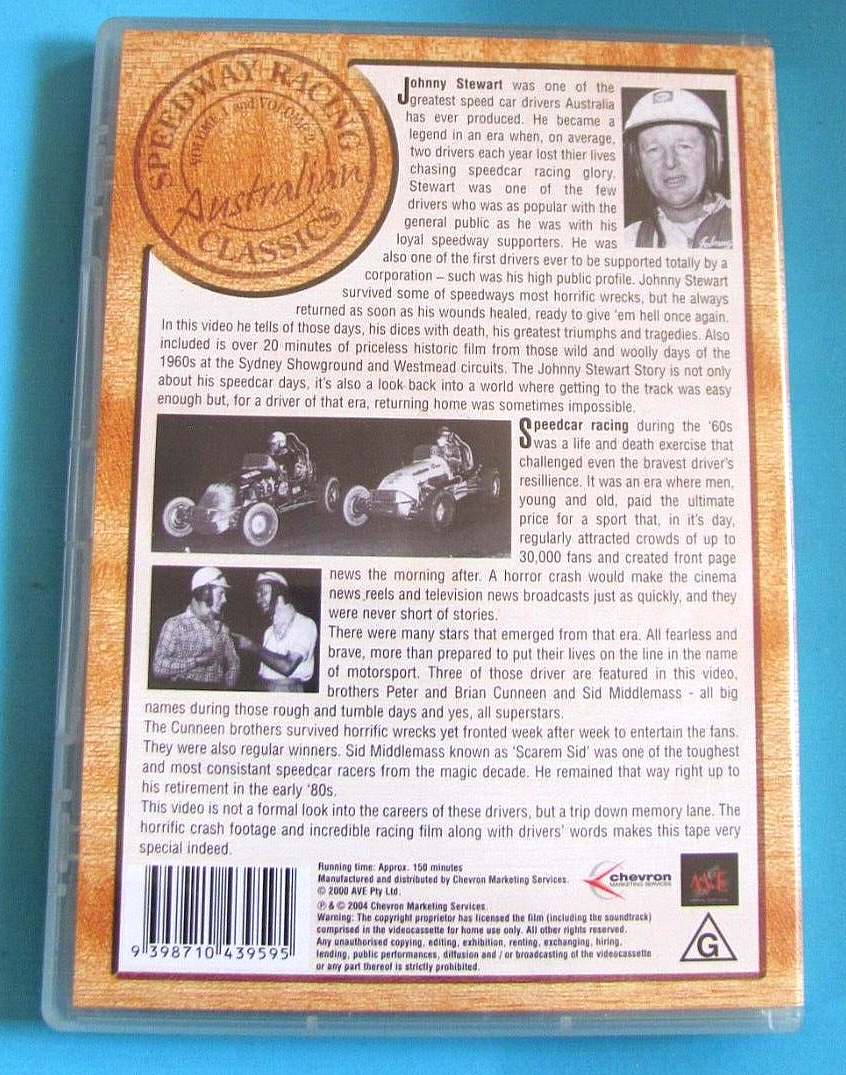 SPEEDWAY RACING
VOLUME 1 and VOLUME 2
Australian
CLASSICS
Johnny Stewart was one of the
greatest speed car drivers Australia
has ever produced. He became a
legend in an era when, on average,
two drivers each year lost thier lives
chasing speedcar racing glory.
Stewart was one of the few
drivers who was as popular with the
general public as he was with his
loyal speedway supporters. He was
also one of the first drivers ever to be supported totally by a
corporation – such was his high public profile. Johnny Stewart
survived some of speedways most horrific wrecks, but he always
returned as soon as his wounds healed, ready to give 'em hell once again.
In this video he tells of those days, his dices with death, his greatest triumphs and tragedies. Also
included is over 20 minutes of priceless historic film from those wild and woolly days of the
1960s at the Sydney Showground and Westmead circuits. The Johnny Stewart Story is not only
about his speedcar days, it's also a look back into a world where getting to the track was easy
enough but, for a driver of that era, returning home was sometimes impossible.
Speedcar racing during the '60s
was a life and death exercise that
challenged even the bravest driver's
resillience. It was an era where men,
young and old, paid the ultimate
price for a sport that, in it's day,
regularly attracted crowds of up to
30,000 fans and created front page
news the morning after. A horror crash would make the cinema
news reels and television news broadcasts just as quickly, and they
were never short of stories.
There were many stars that emerged from that era. All fearless and
brave, more than prepared to put their lives on the line in the name
of motorsport. Three of those driver are featured in this video,
brothers Peter and Brian Cunneen and Sid Middlemass - all big
names during those rough and tumble days and yes, all superstars.
The Cunneen brothers survived horrific wrecks yet fronted week after week to entertain the fans.
They were also regular winners. Sid Middlemass known as 'Scarem Sid' was one of the toughest
and most consistant speedcar racers from the magic decade. He remained that way right up to
his retirement in the early '80s.
This video is not a formal look into the careers of these drivers, but a trip down memory lane. The
horrific crash footage and incredible racing film along with drivers' words makes this tape very
special indeed.
Running time: Approx. 150 minutes
Manufactured and distributed by Chevron Marketing Services.
© 2000 AVE Pty Ltd.
℗ & © 2004 Chevron Marketing Services.
Warning: The copyright proprietor has licensed the film (including the soundtrack)
comprised in the videocassette for home use only. All other rights reserved.
Any unauthorised copying, editing, exhibition, renting, exchanging, hiring,
lending, public performances, diffusion and / or broadcasting of the videocassette
or any part thereof is strictly prohibited.
chevron
MARKETING SERVICES
AVE
G
9 398710 439595